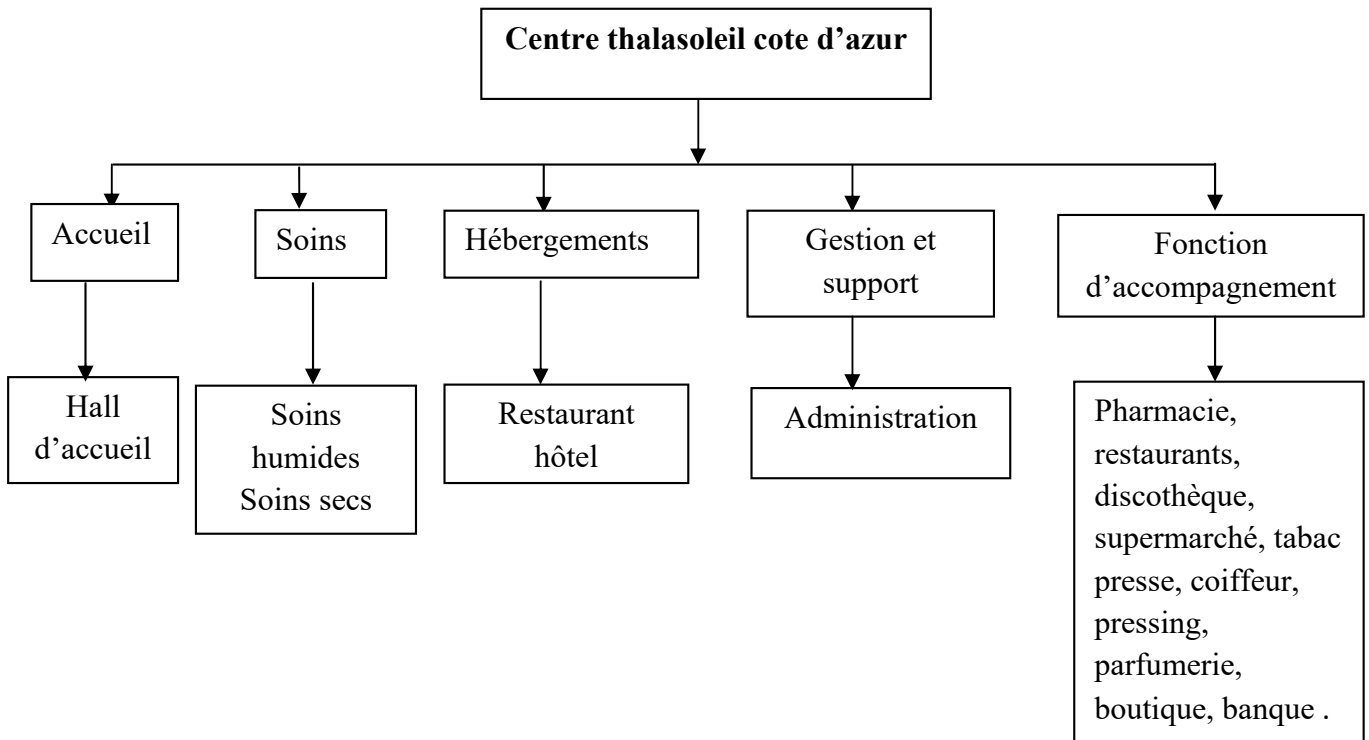 Centre thalasoleil cote d’azur
Accueil
Soins
Hébergements
Gestion et
support
Fonction
d’accompagnement
Hall
d’accueil
Soins
humides
Soins secs
Restaurant
hôtel
Administration
Pharmacie,
restaurants,
discothèque,
supermarché, tabac
presse, coiffeur,
pressing,
parfumerie,
boutique, banque .